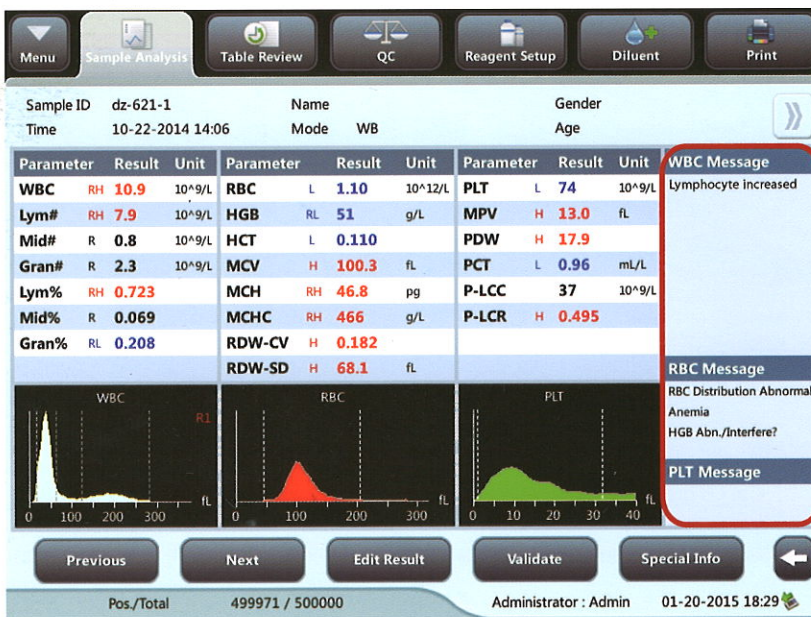 Menu
Sample Analysis
Table Review
QC
Reagent Setup
Diluent
Print
Sample ID dz-621-1 Name Gender
Time 10-22-2014 14:06 Mode WB Age
Parameter Result Unit Parameter Result Unit Parameter Result Unit WBC Message
WBC RH 10.9 10^9/L RBC L 1.10 10^12/L PLT L 74 10^9/L Lymphocyte increased
Lym# RH 7.9 10^9/L HGB RL 51 g/L MPV H 13.0 fL
Mid# R 0.8 10^9/L HCT L 0.110 PDW H 17.9
Gran# R 2.3 10^9/L MCV H 100.3 fL PCT L 0.96 mL/L
Lym% RH 0.723 MCH RH 46.8 pg P-LCC 37 10^9/L
Mid% R 0.069 MCHC RH 466 g/L P-LCR H 0.495
Gran% RL 0.208 RDW-CV H 0.182
RDW-SD H 68.1 fL RBC Message
WBC RBC PLT RBC Distribution Abnormal
R1 Anemia
HGB Abn./Interfere?
PLT Message
fL fL fL
0 100 200 300 0 100 200 300 0 10 20 30 40
Previous Next Edit Result Validate Special Info
Pos./Total 499971 / 500000 Administrator : Admin 01-20-2015 18:29